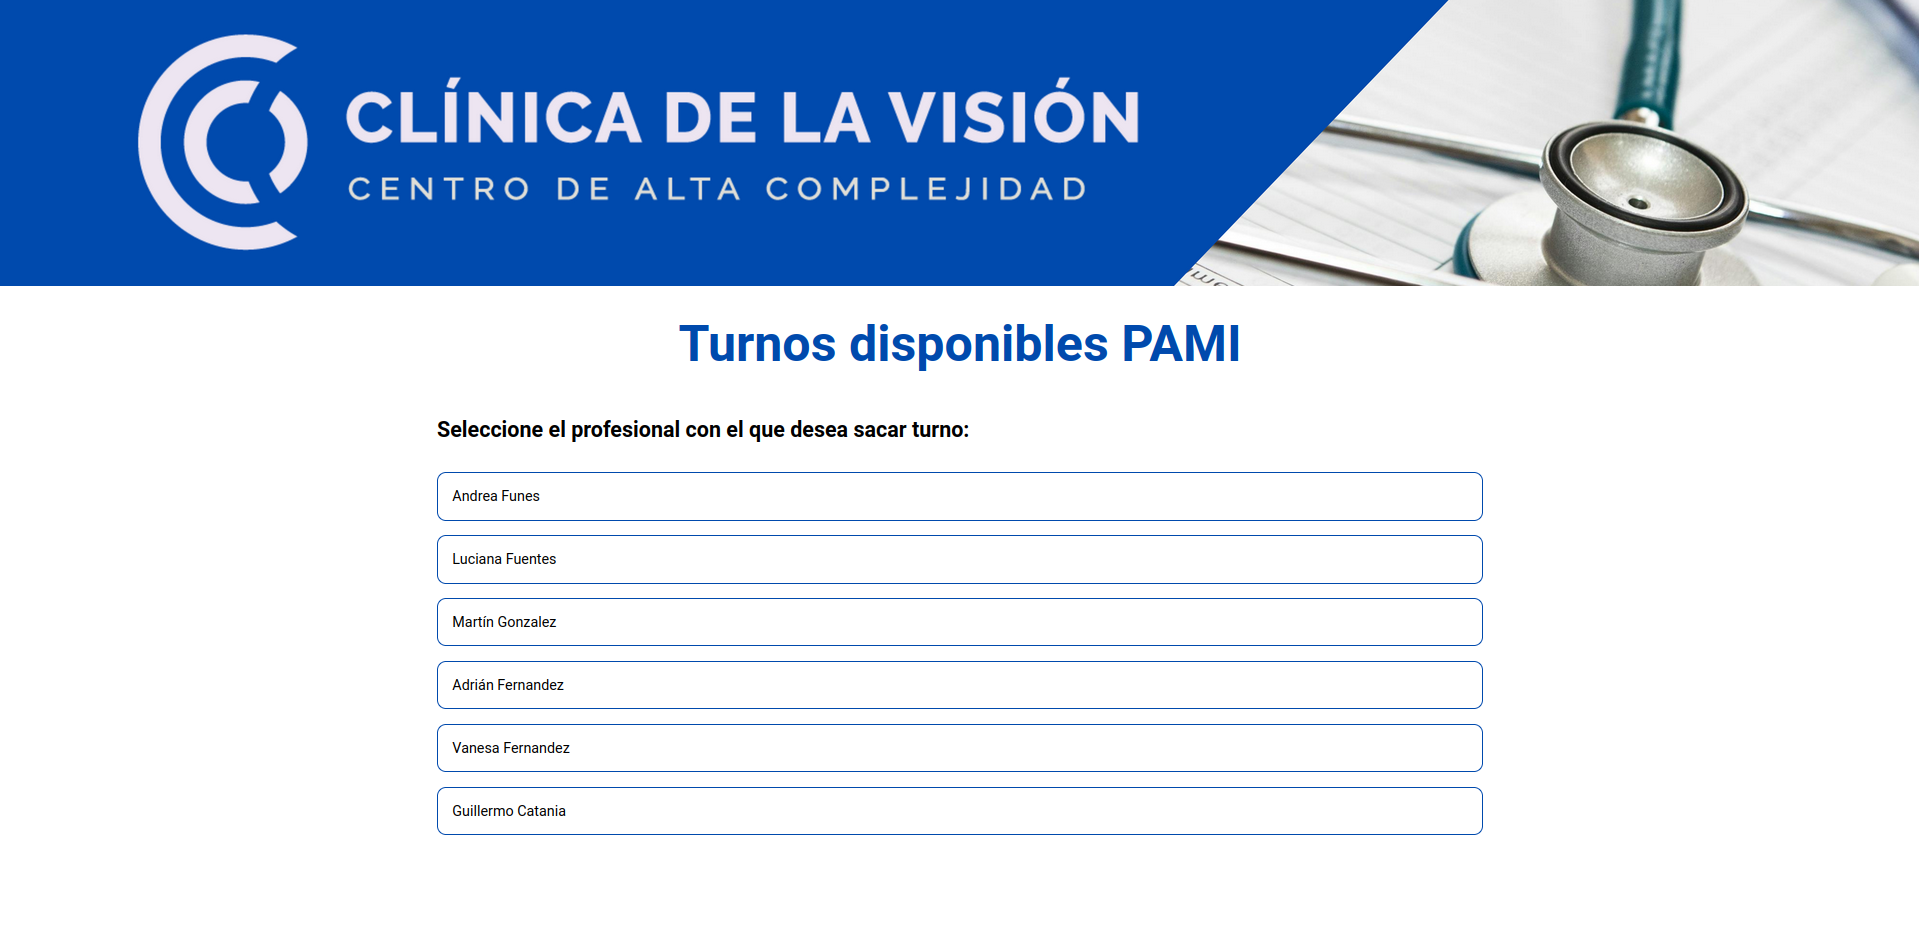 CLÍNICA DE LA VISIÓN
CENTRO DE ALTA COMPLEJIDAD
Turnos disponibles PAMI
Seleccione el profesional con el que desea sacar turno:
Andrea Funes
Luciana Fuentes
Martín Gonzalez
Adrián Fernandez
Vanesa Fernandez
Guillermo Catania